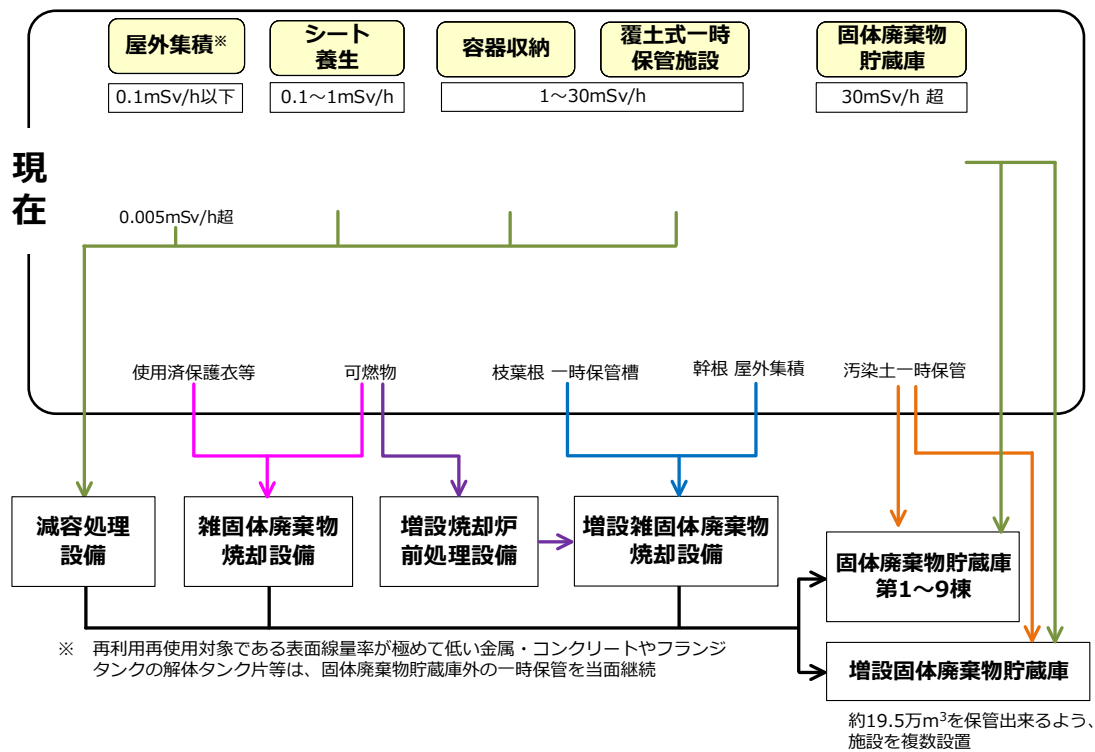 屋外集積※
シート
養生
容器収納
覆土式一時
保管施設
固体廃棄物
貯蔵庫
0.1mSv/h以下
0.1～1mSv/h
1～30mSv/h
30mSv/h 超
現
在
0.005mSv/h超
使用済保護衣等
可燃物
枝葉根 一時保管槽
幹根 屋外集積
汚染土一時保管
減容処理
設備
雑固体廃棄物
焼却設備
増設焼却炉
前処理設備
増設雑固体廃棄物
焼却設備
固体廃棄物貯蔵庫
第1～9棟
※ 再利用再使用対象である表面線量率が極めて低い金属・コンクリートやフランジ
タンクの解体タンク片等は、固体廃棄物貯蔵庫外の一時保管を当面継続
増設固体廃棄物貯蔵庫
約19.5万m³を保管出来るよう、
施設を複数設置